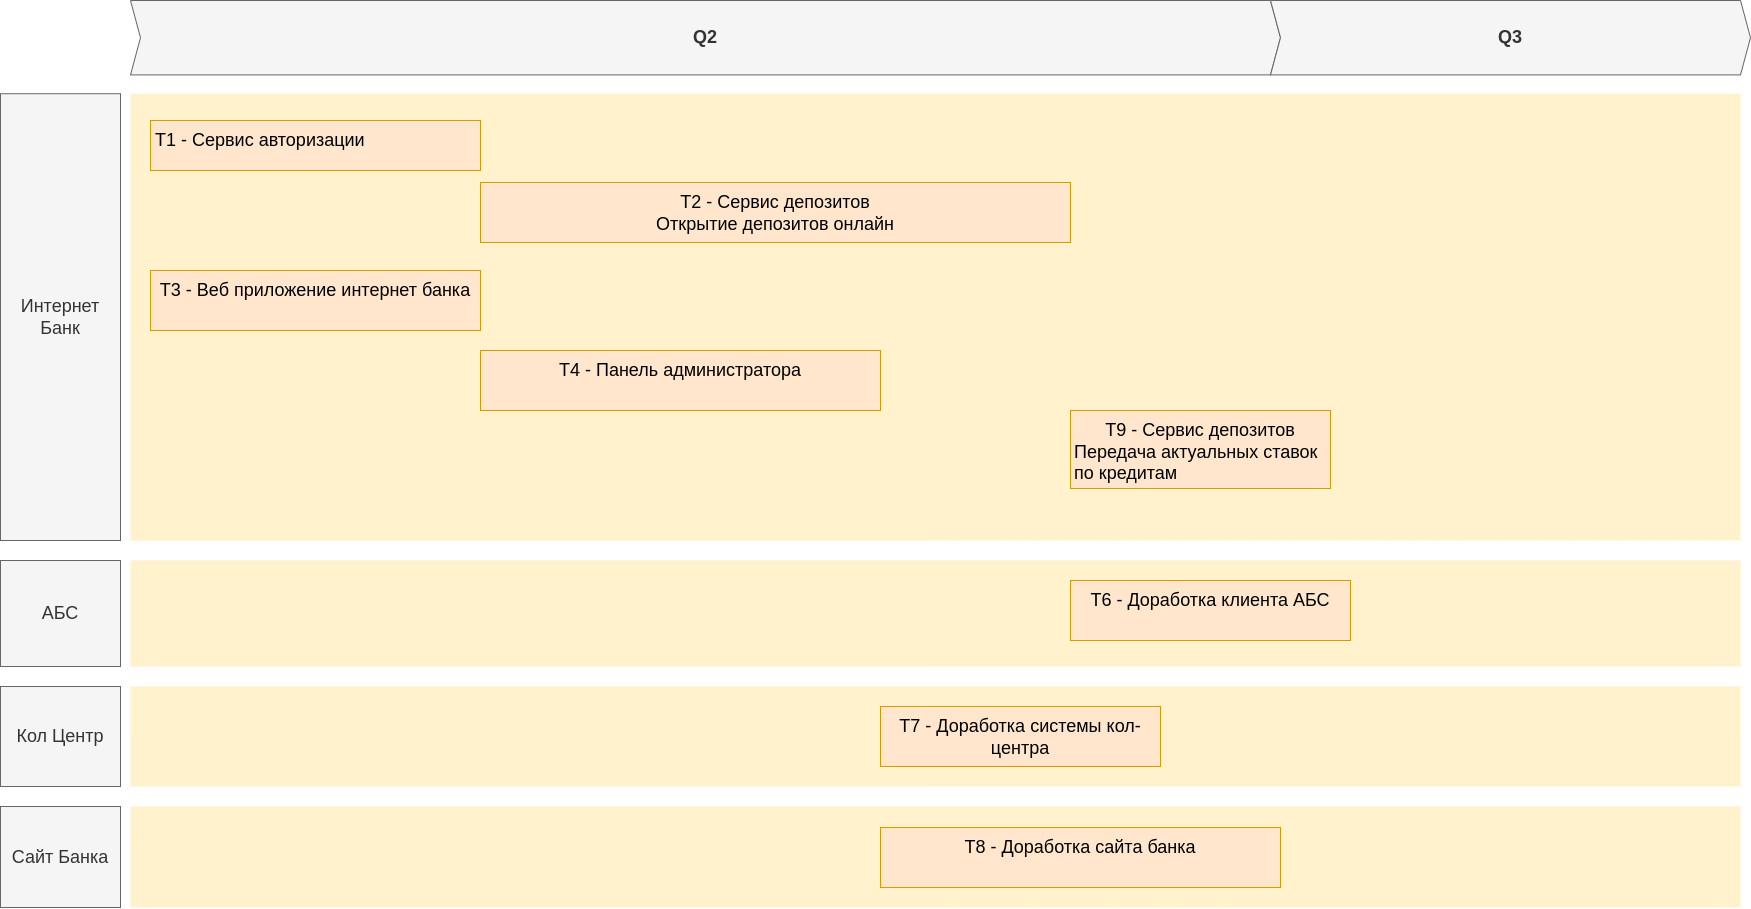 Q2
Q3
Интернет
Банк
T1 - Сервис авторизации
T2 - Сервис депозитов
Открытие депозитов онлайн
T3 - Веб приложение интернет банка
T4 - Панель администратора
T9 - Сервис депозитов
Передача актуальных ставок
по кредитам
АБС
T6 - Доработка клиента АБС
Кол Центр
T7 - Доработка системы кол-
центра
Сайт Банка
T8 - Доработка сайта банка